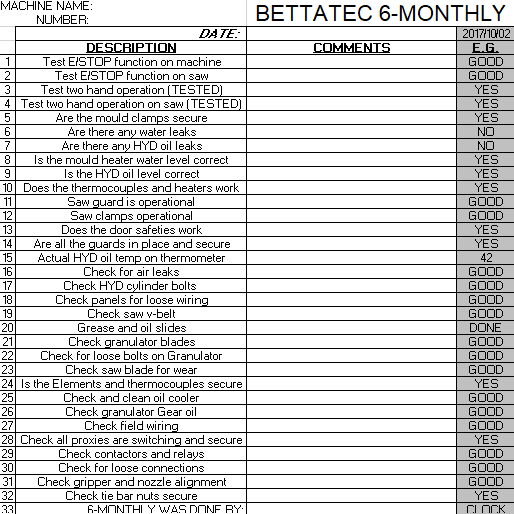 MACHINE NAME: BETTATEC 6-MONTHLY
NUMBER:
DATE: 2017/10/02
DESCRIPTION COMMENTS E.G.
1 Test E/STOP function on machine GOOD
2 Test E/STOP function on saw GOOD
3 Test two hand operation (TESTED) YES
4 Test two hand operation on saw (TESTED) YES
5 Are the mould clamps secure YES
6 Are there any water leaks NO
7 Are there any HYD oil leaks NO
8 Is the mould heater water level correct YES
9 Is the HYD oil level correct YES
10 Does the thermocouples and heaters work YES
11 Saw guard is operational GOOD
12 Saw clamps operational GOOD
13 Does the door safeties work YES
14 Are all the guards in place and secure YES
15 Actual HYD oil temp on thermometer 42
16 Check for air leaks GOOD
17 Check HYD cylinder bolts GOOD
18 Check panels for loose wiring GOOD
19 Check saw v-belt GOOD
20 Grease and oil slides DONE
21 Check granulator blades GOOD
22 Check for loose bolts on Granulator GOOD
23 Check saw blade for wear GOOD
24 Is the Elements and thermocouples secure YES
25 Check and clean oil cooler GOOD
26 Check granulator Gear oil GOOD
27 Check field wiring GOOD
28 Check all proxies are switching and secure YES
29 Check contactors and relays GOOD
30 Check for loose connections GOOD
31 Check gripper and nozzle alignment GOOD
32 Check tie bar nuts secure YES
33 6-MONTHLY WAS DONE BY: CLOCK